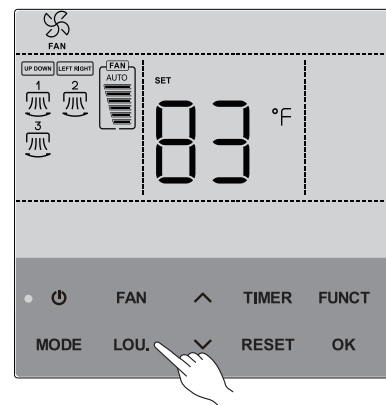 FAN
UP DOWN LEFT RIGHT FAN
AUTO
SET
1 2
83 °F
3
FAN TIMER FUNCT
MODE LOU. RESET OK